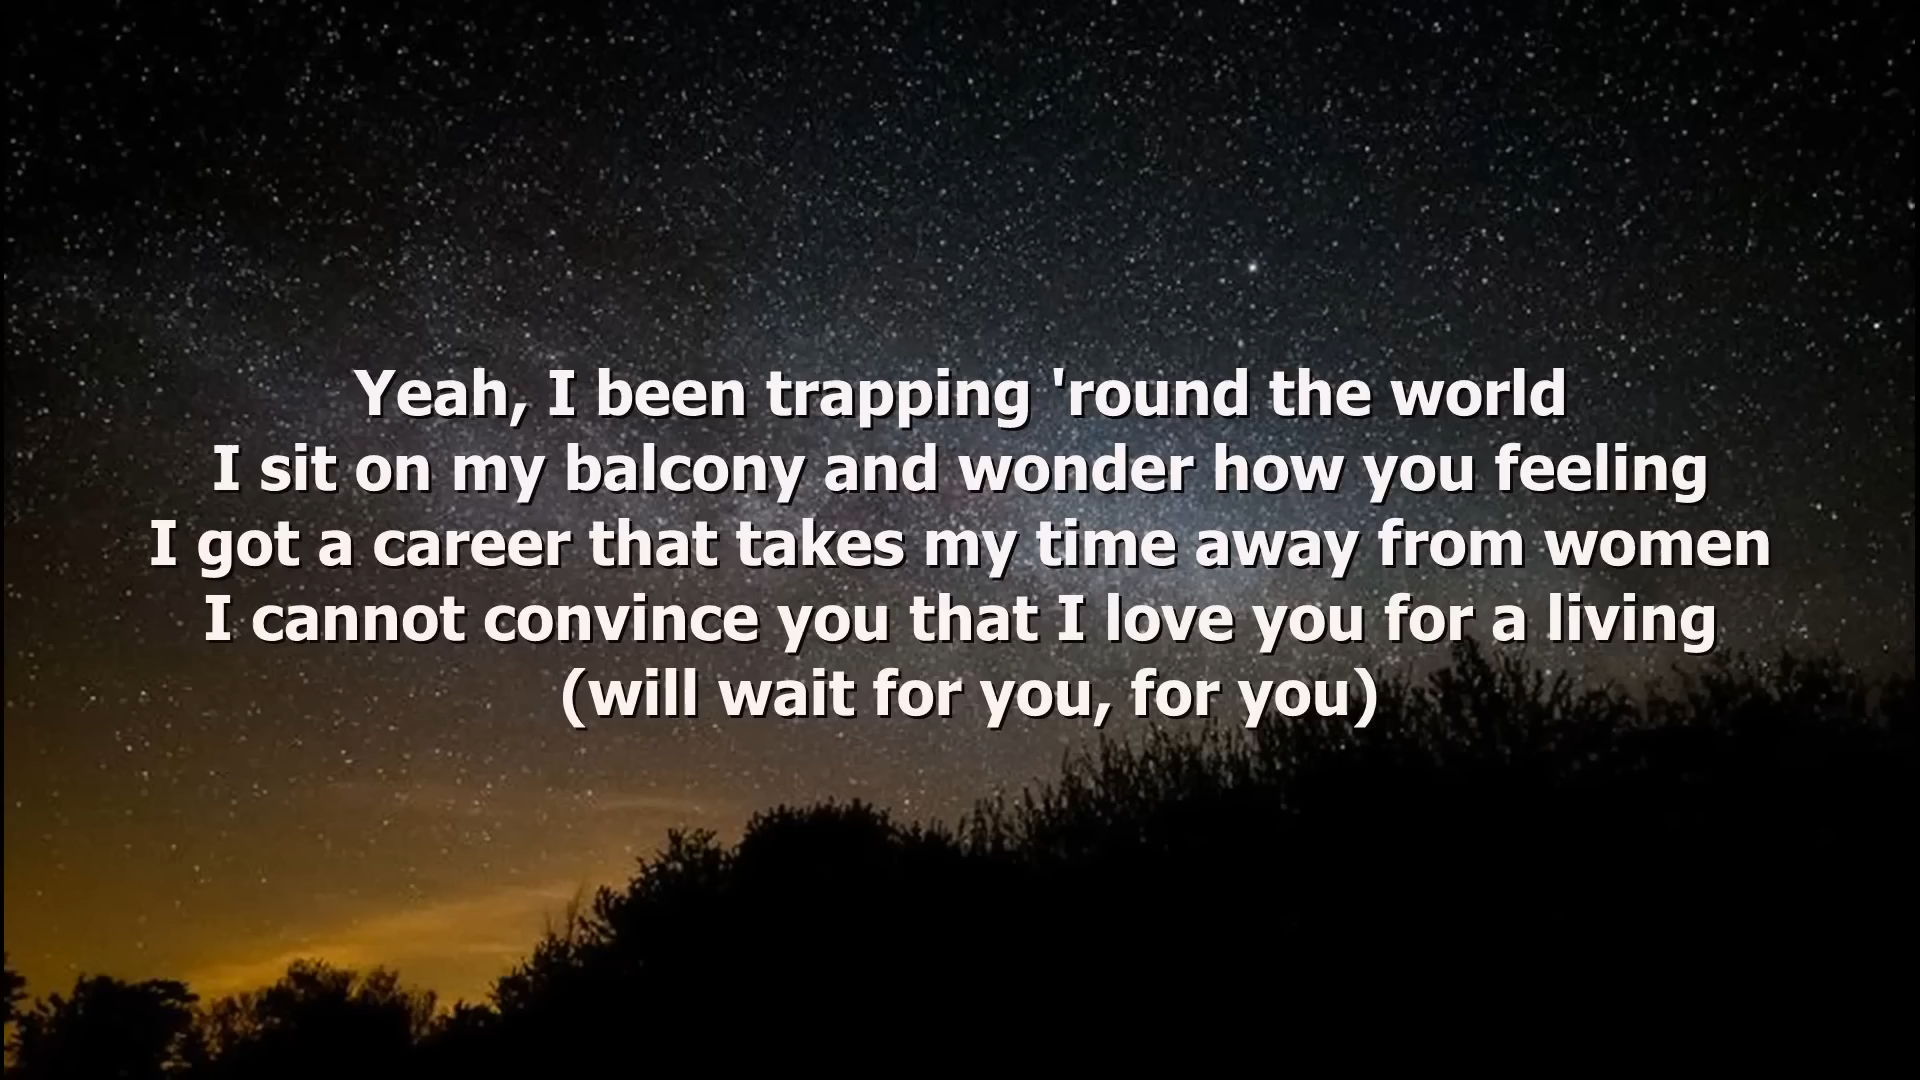 Yeah, I been trapping 'round the world
I sit on my balcony and wonder how you feeling
I got a career that takes my time away from women
I cannot convince you that I love you for a living
(will wait for you, for you)